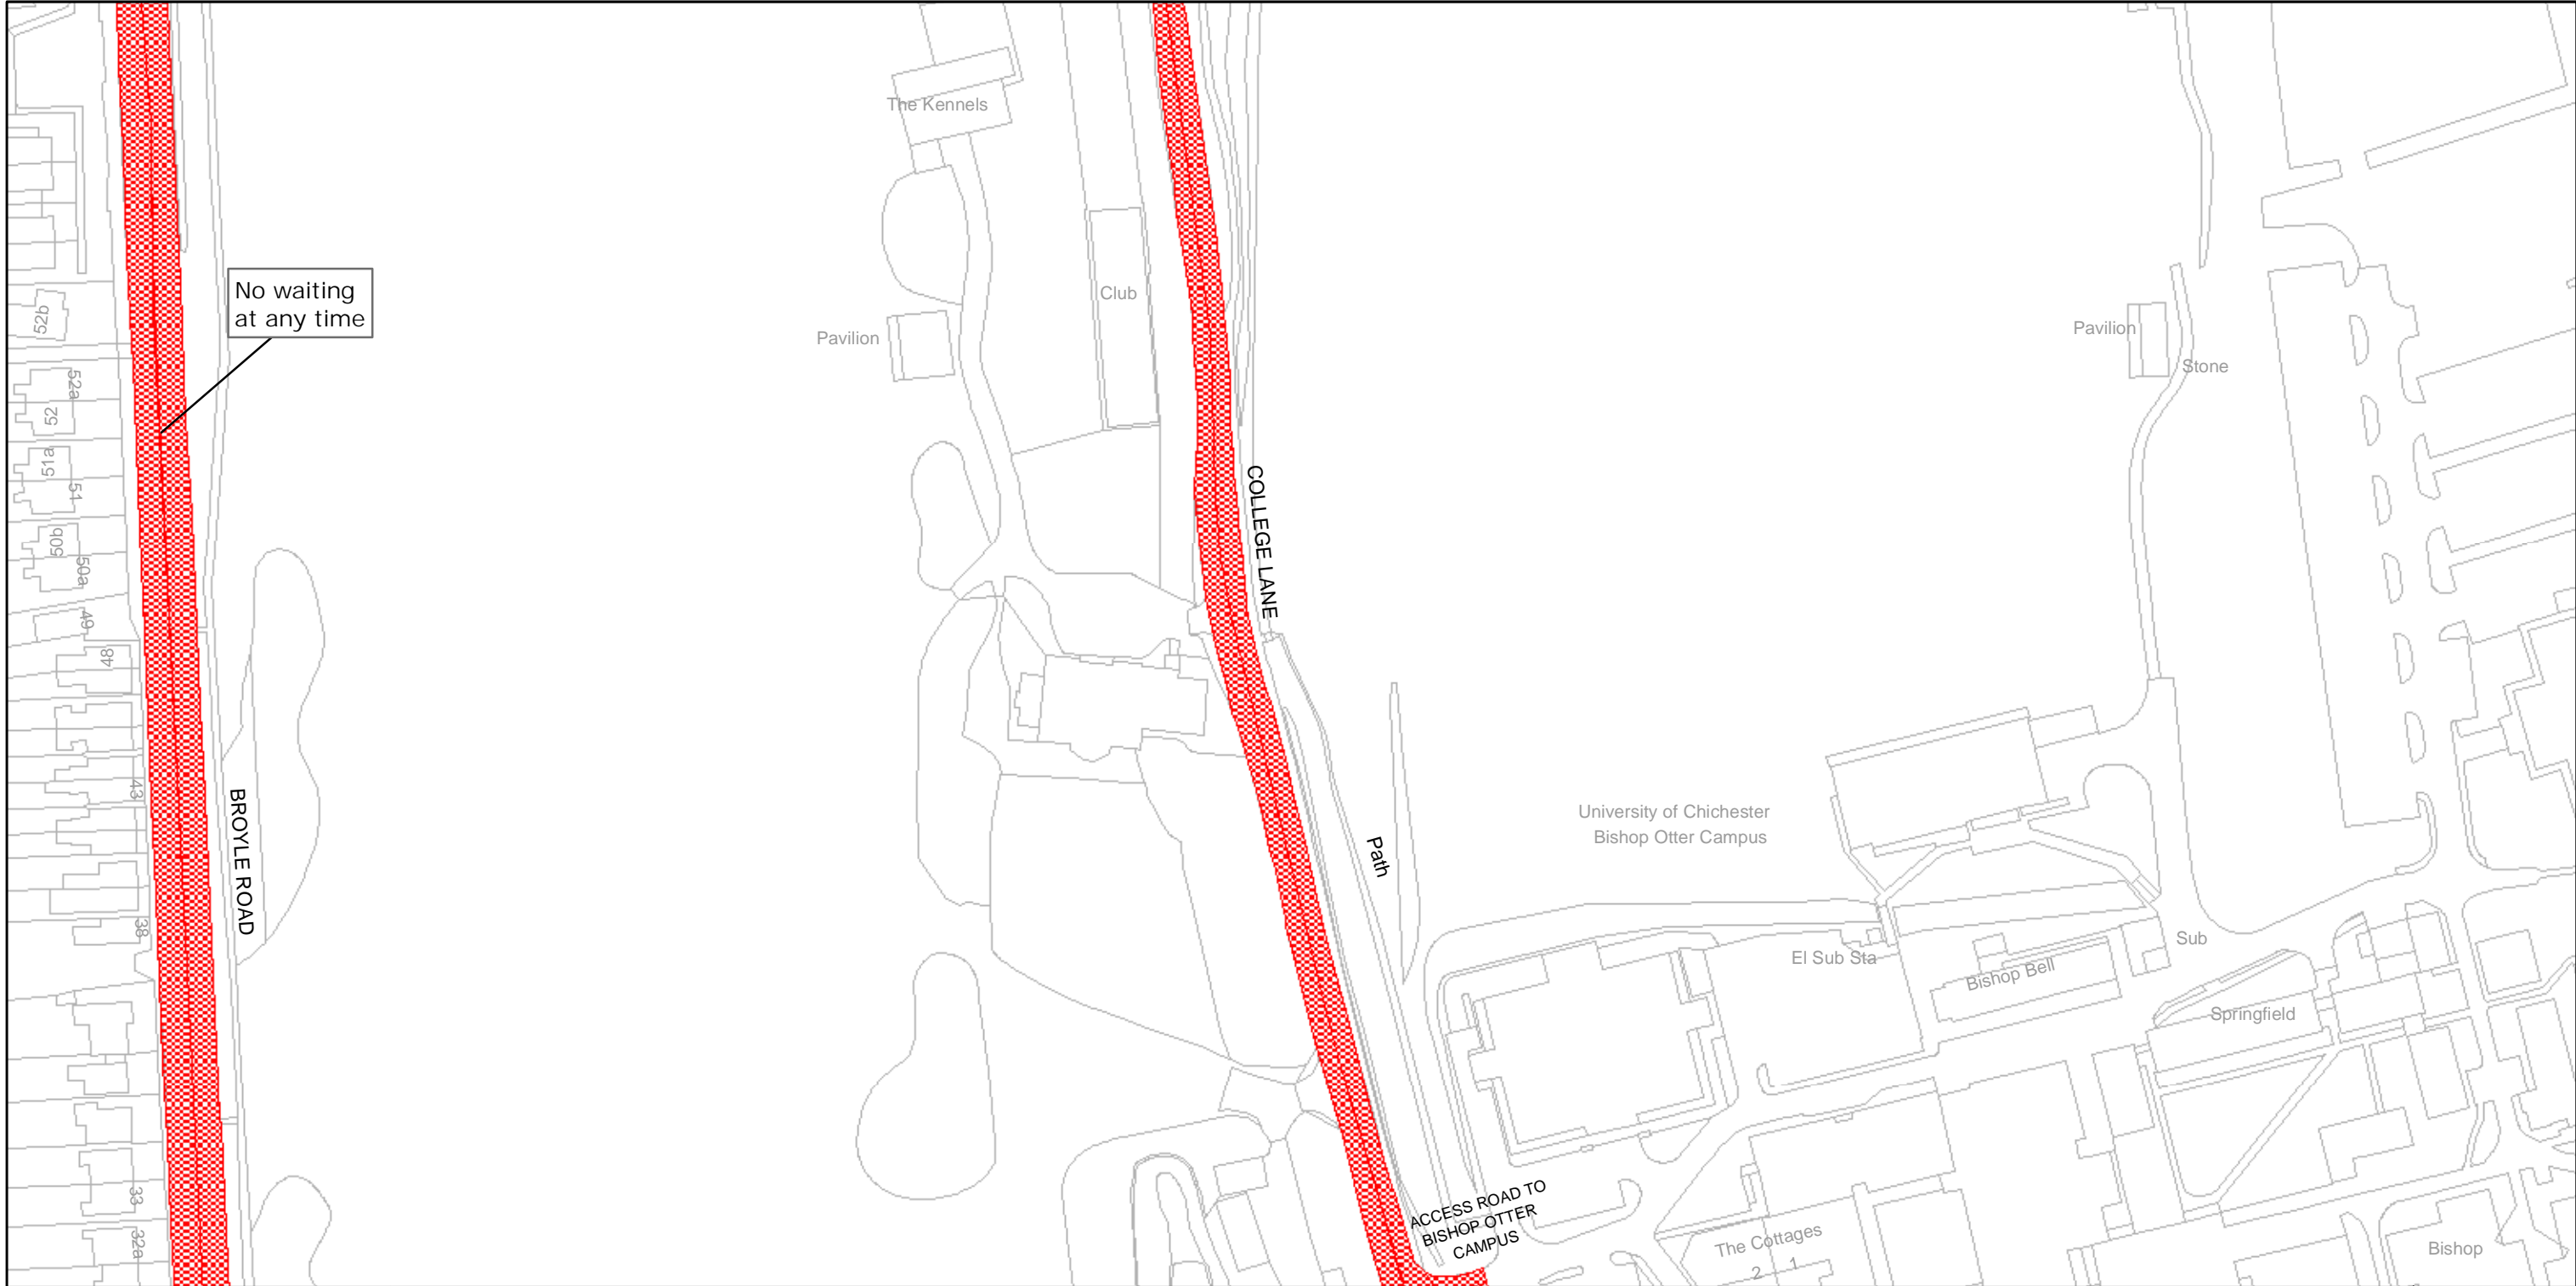 The Kennels
No waiting
at any time
52b
Club
Pavilion
Pavilion
Stone
52a
52
51a
51
50b
50a
49
48
COLLEGE LANE
43
BROYLE ROAD
38
Path
University of Chichester
Bishop Otter Campus
El Sub Sta
Bishop Bell
Sub
Springfield
33
32a
ACCESS ROAD TO
BISHOP OTTER
CAMPUS
The Cottages
2
1
Bishop